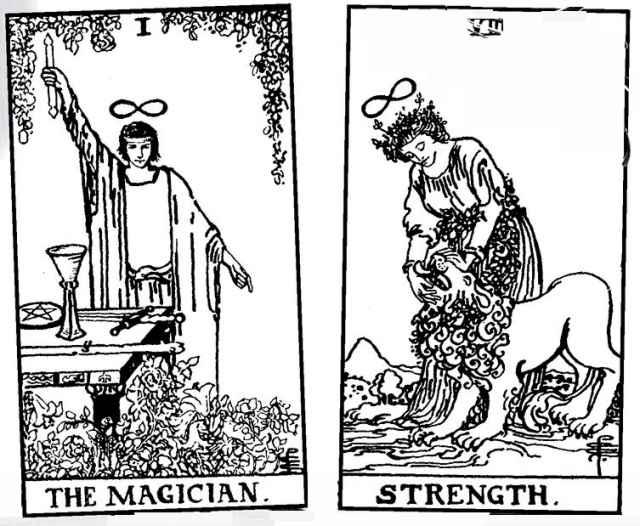 I
THE MAGICIAN.
STRENGTH.